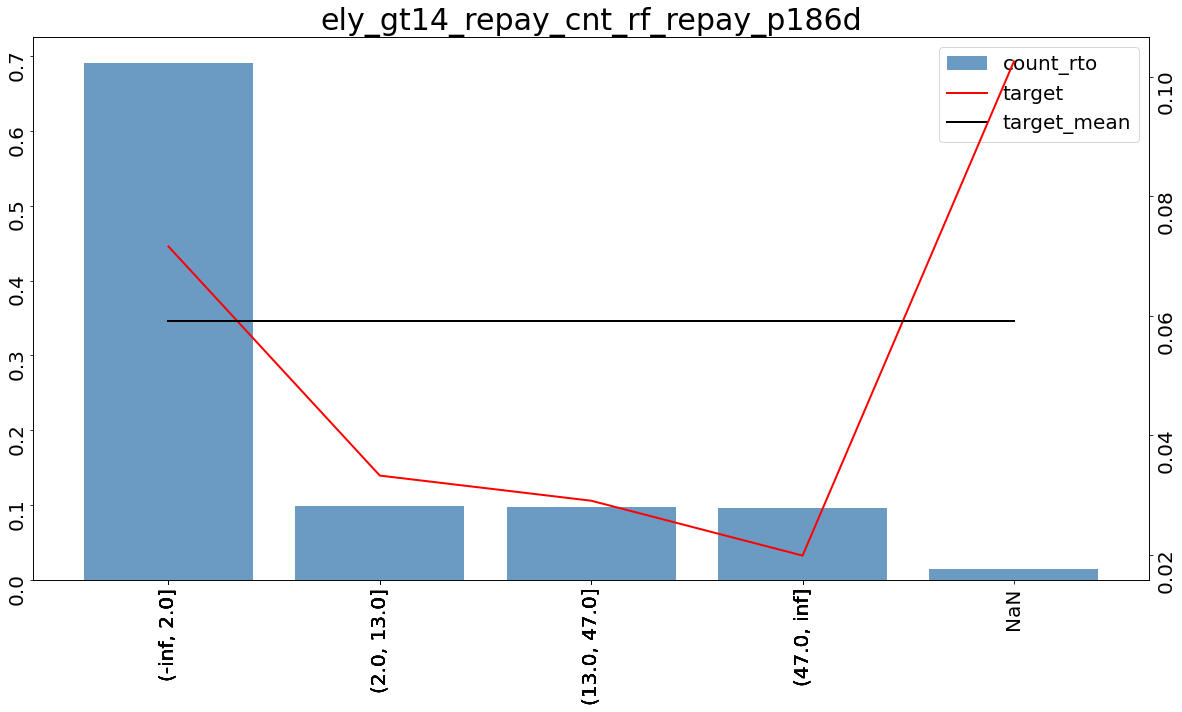 ely_gt14_repay_cnt_rf_repay_p186d
count_rto
target
target_mean
0.7
0.6
0.5
0.4
0.3
0.2
0.1
0.0
0.10
0.08
0.06
0.04
0.02
(-inf, 2.0]
(2.0, 13.0]
(13.0, 47.0]
(47.0, inf]
NaN